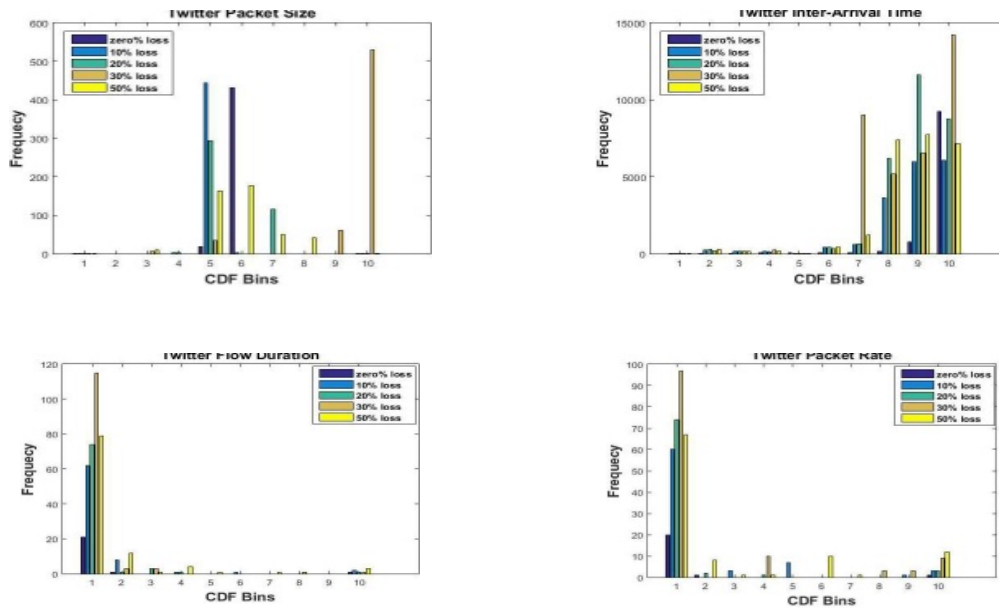 Twitter Packet Size
600
500
400
300
200
100
0
Frequecy
zero% loss
10% loss
20% loss
30% loss
50% loss
1 2 3 4 5 6 7 8 9 10
CDF Bins
Twitter Inter-Arrival Time
15000
10000
5000
0
Frequecy
zero% loss
10% loss
20% loss
30% loss
50% loss
1 2 3 4 5 6 7 8 9 10
CDF Bins
Twitter Flow Duration
120
100
80
60
40
20
0
Frequecy
zero% loss
10% loss
20% loss
30% loss
50% loss
1 2 3 4 5 6 7 8 9 10
CDF Bins
Twitter Packet Rate
100
90
80
70
60
50
40
30
20
10
0
Frequecy
zero% loss
10% loss
20% loss
30% loss
50% loss
1 2 3 4 5 6 7 8 9 10
CDF Bins